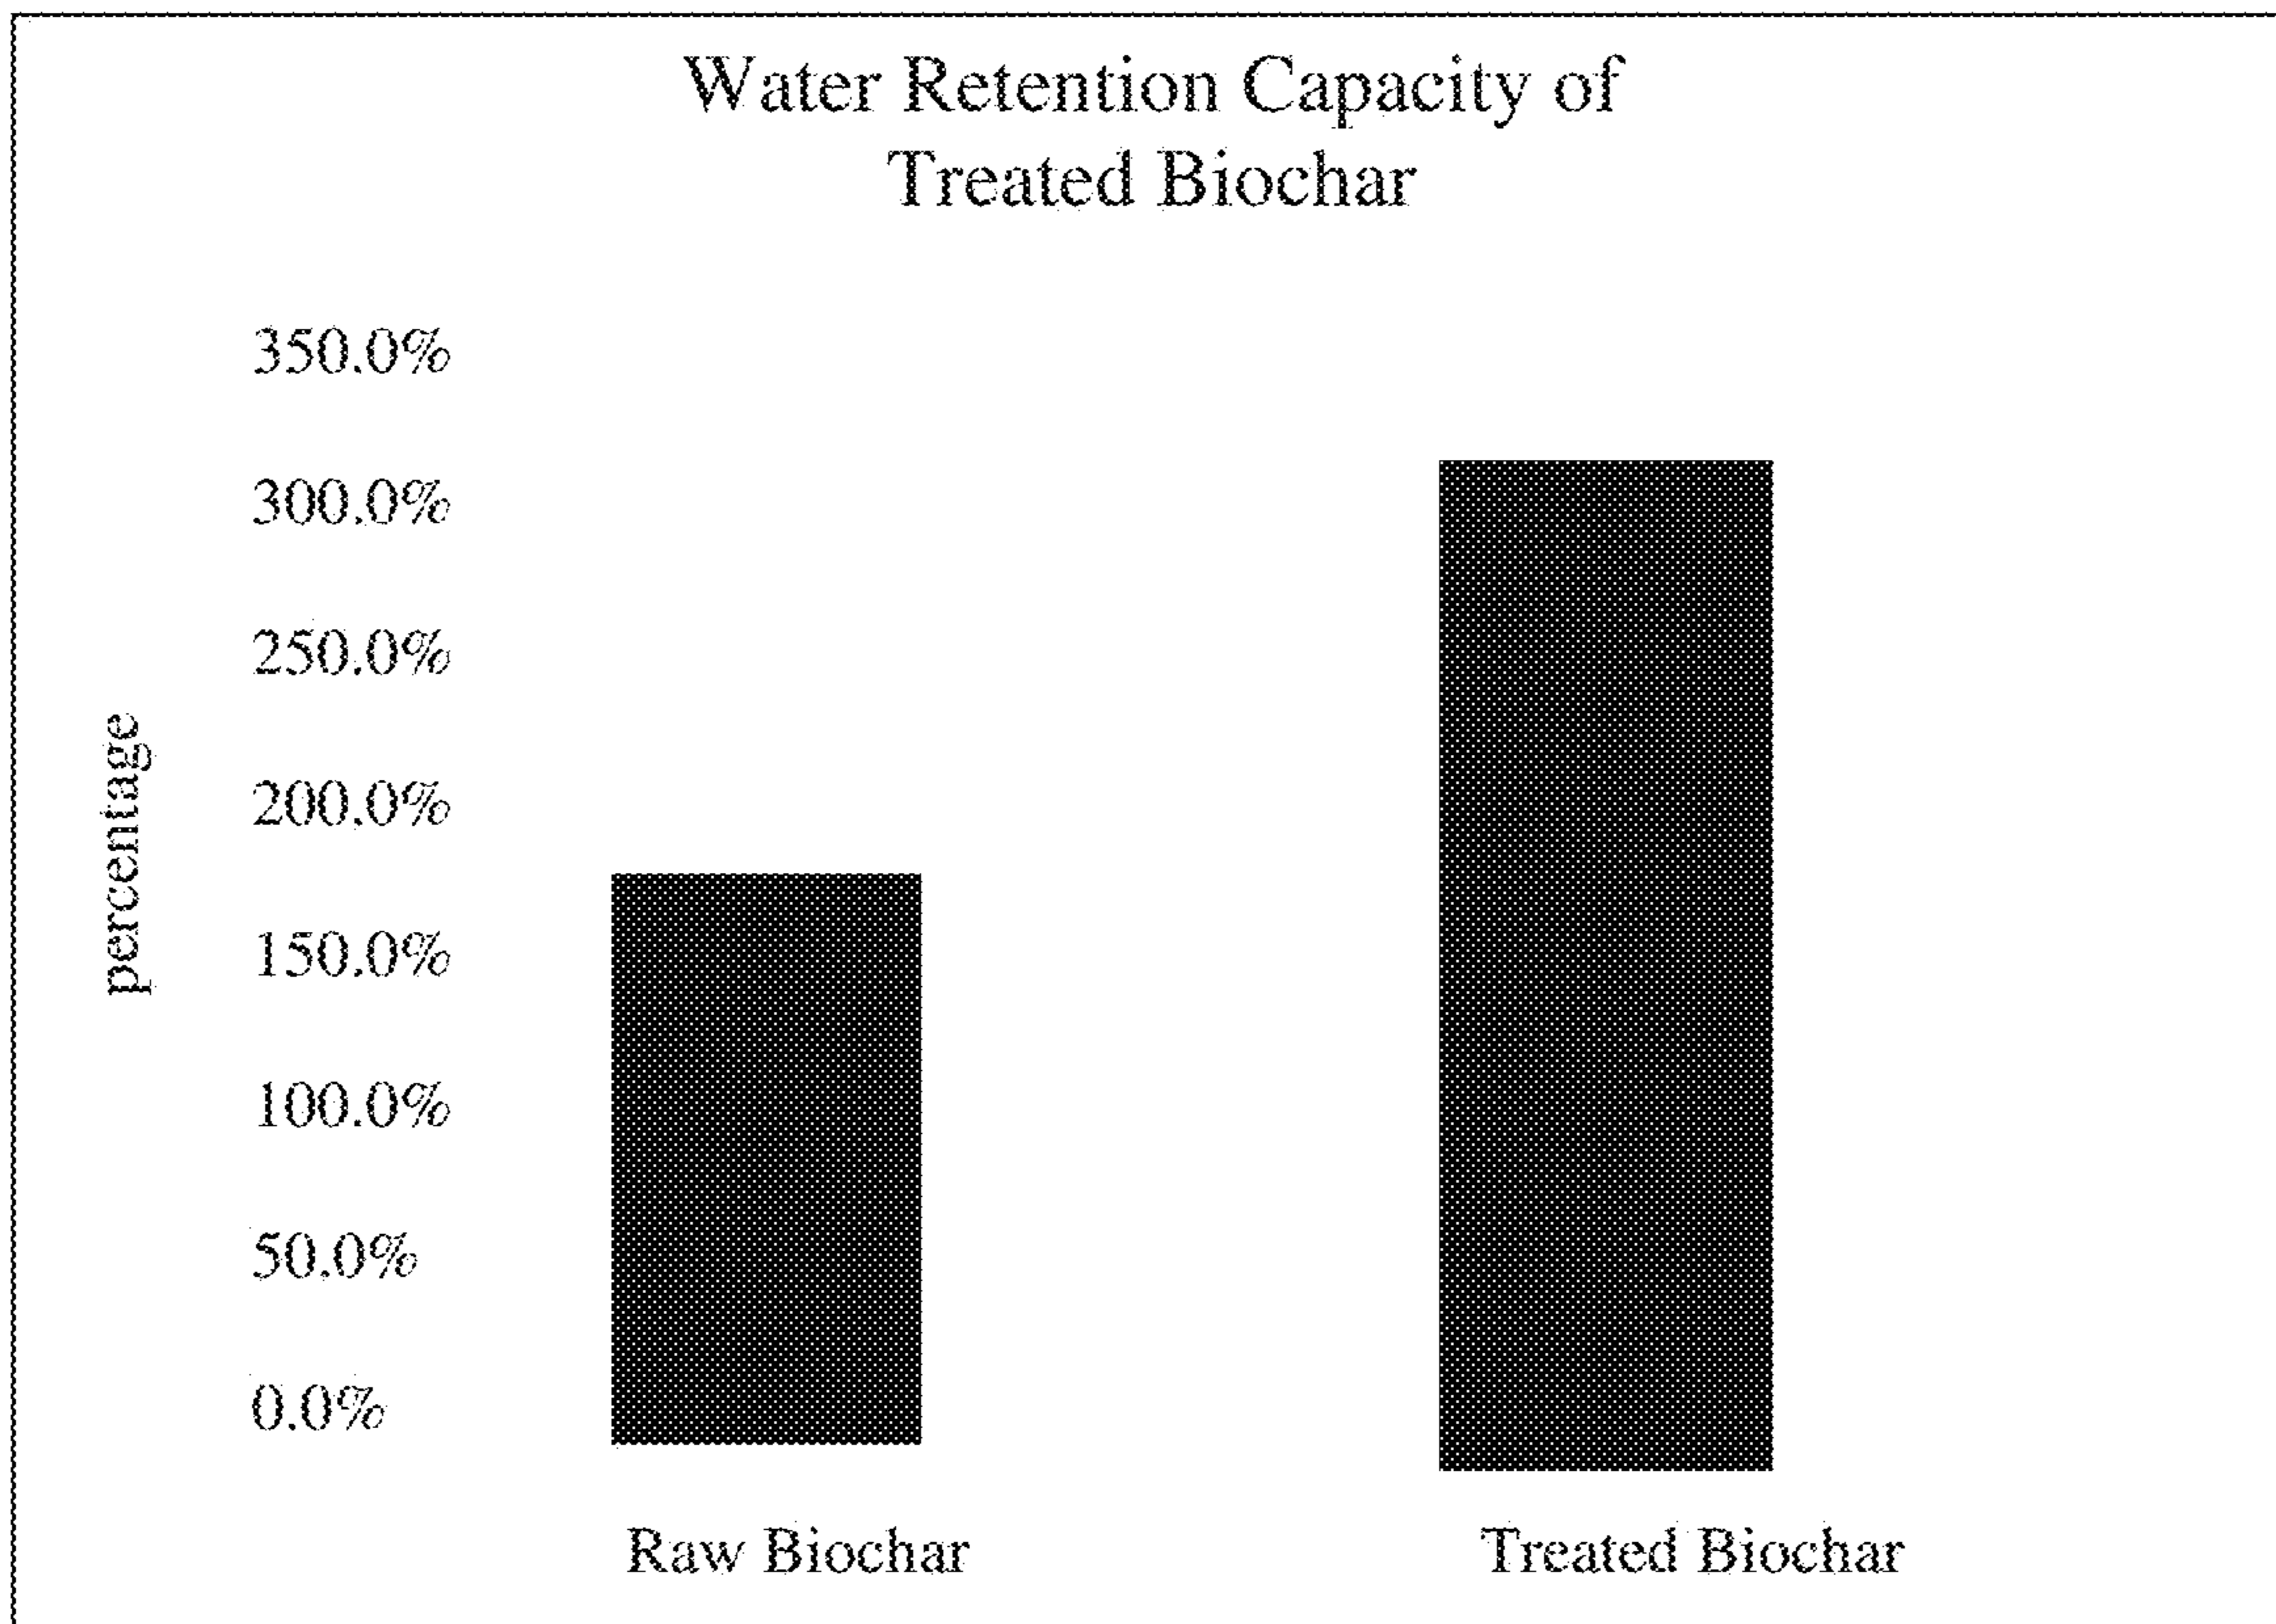 Water Retention Capacity of
Treated Biochar
350.0%
300.0%
250.0%
200.0%
150.0%
100.0%
50.0%
0.0%
percentage
Raw Biochar
Treated Biochar